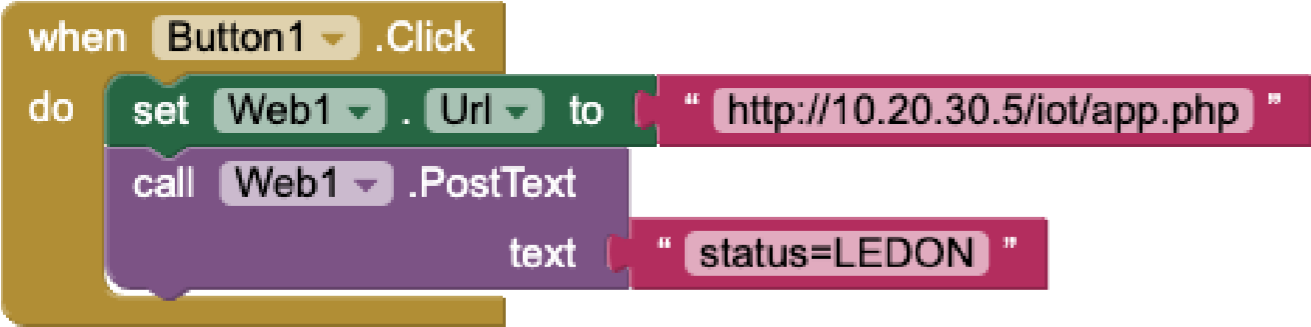 when Button1 .Click
do set Web1 . Url to “ http://10.20.30.5/iot/app.php ”
call Web1 .PostText
text “ status=LEDON ”